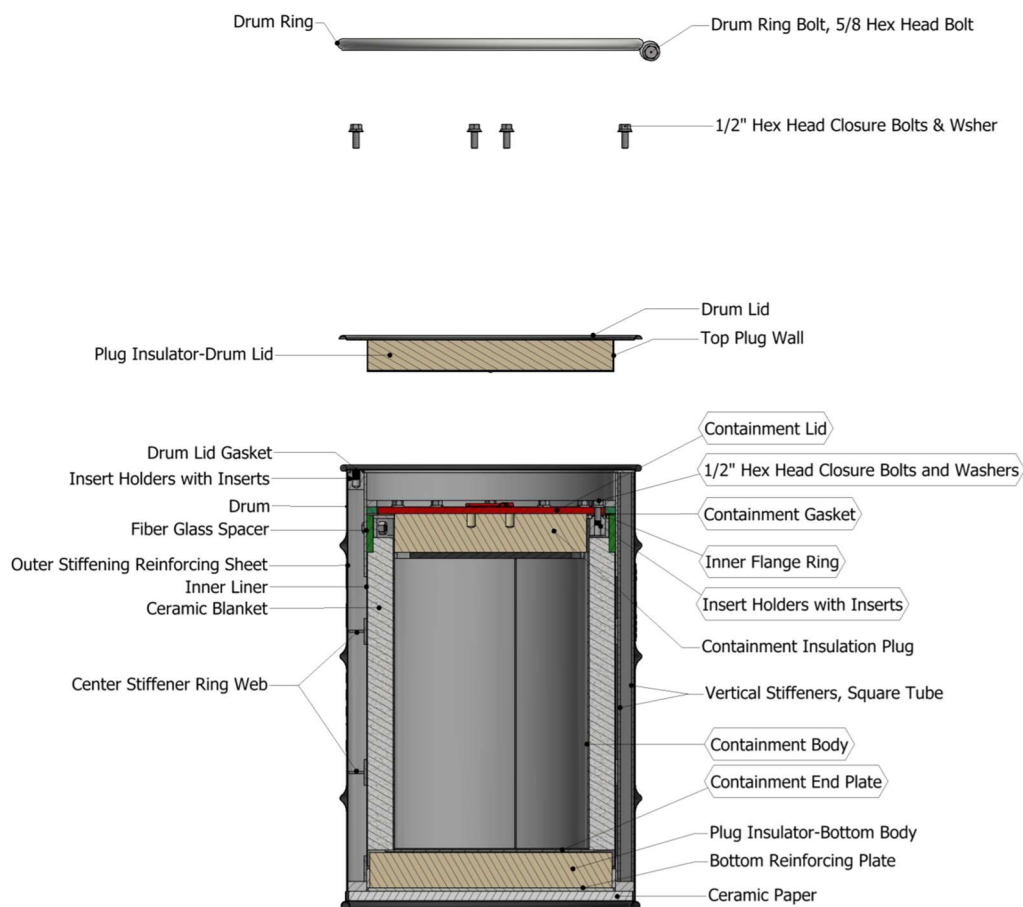 Drum Ring
Drum Ring Bolt, 5/8 Hex Head Bolt
1/2" Hex Head Closure Bolts & Wsher
Drum Lid
Plug Insulator-Drum Lid
Top Plug Wall
Containment Lid
Drum Lid Gasket
1/2" Hex Head Closure Bolts and Washers
Insert Holders with Inserts
Drum
Containment Gasket
Fiber Glass Spacer
Outer Stiffening Reinforcing Sheet
Inner Flange Ring
Inner Liner
Ceramic Blanket
Insert Holders with Inserts
Containment Insulation Plug
Center Stiffener Ring Web
Vertical Stiffeners, Square Tube
Containment Body
Containment End Plate
Plug Insulator-Bottom Body
Bottom Reinforcing Plate
Ceramic Paper